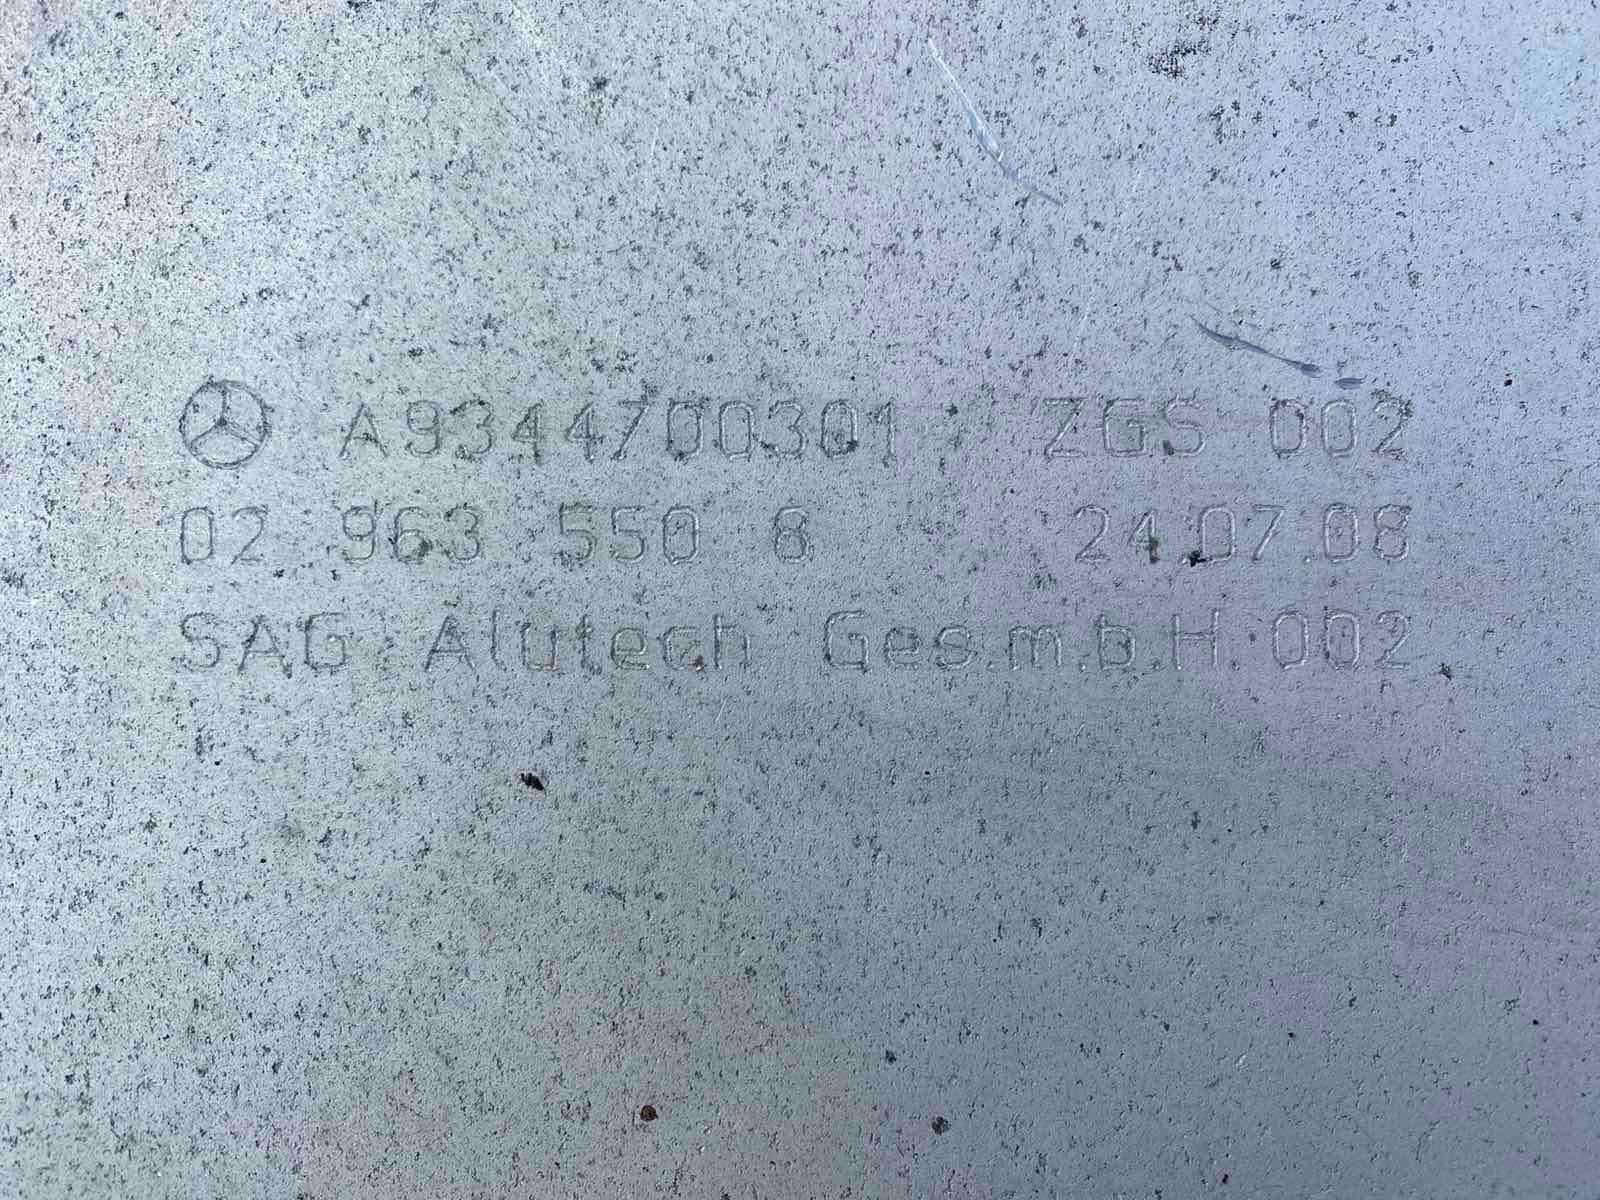 A9344700301 ZGS 002
02 963 550 8 24.07.08
SAG Alutech Ges.m.b.H. 002